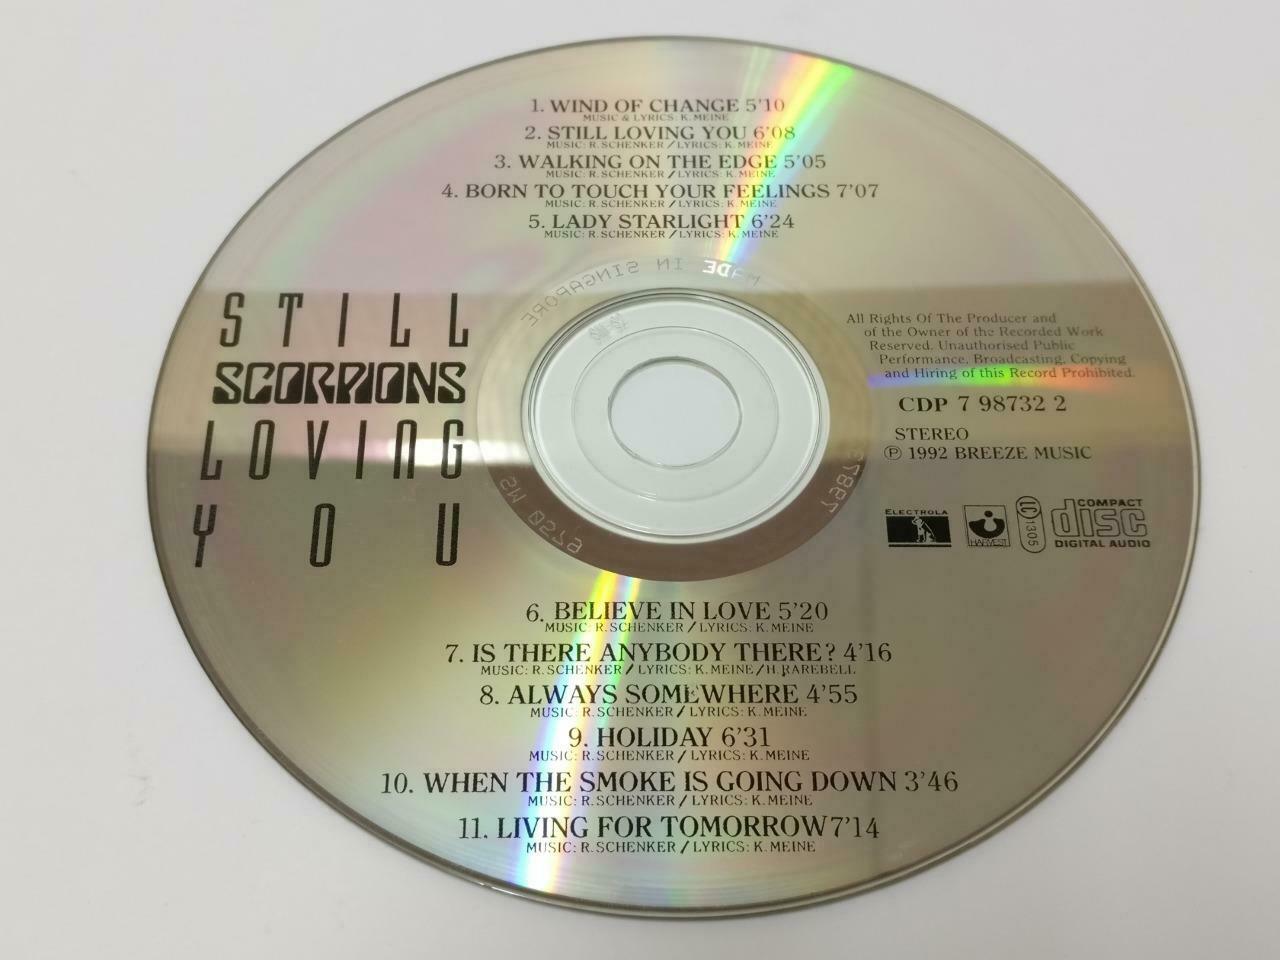 1. WIND OF CHANGE 5'10
MUSIC & LYRICS: K. MEINE
2. STILL LOVING YOU 6'08
MUSIC: R. SCHENKER / LYRICS: K. MEINE
3. WALKING ON THE EDGE 5'05
MUSIC: R. SCHENKER / LYRICS: K. MEINE
4. BORN TO TOUCH YOUR FEELINGS 7'07
MUSIC: R. SCHENKER / LYRICS: K. MEINE
5. LADY STARLIGHT 6'24
MUSIC: R. SCHENKER / LYRICS: K. MEINE
MADE IN SINGAPORE
STILL
SCORPIONS
LOVING
YOU
All Rights Of The Producer and
of the Owner of the Recorded Work
Reserved. Unauthorised Public
Performance, Broadcasting, Copying
and Hiring of this Record Prohibited.
CDP 7 98732 2
STEREO
℗ 1992 BREEZE MUSIC
ELECTROLA
HARVEST
LC 1305
COMPACT
disc
DIGITAL AUDIO
6. BELIEVE IN LOVE 5'20
MUSIC: R. SCHENKER / LYRICS: K. MEINE
7. IS THERE ANYBODY THERE? 4'16
MUSIC: R. SCHENKER / LYRICS: K. MEINE / H. RAREBELL
8. ALWAYS SOMEWHERE 4'55
MUSIC: R. SCHENKER / LYRICS: K. MEINE
9. HOLIDAY 6'31
MUSIC: R. SCHENKER / LYRICS: K. MEINE
10. WHEN THE SMOKE IS GOING DOWN 3'46
MUSIC: R. SCHENKER / LYRICS: K. MEINE
11. LIVING FOR TOMORROW 7'14
MUSIC: R. SCHENKER / LYRICS: K. MEINE